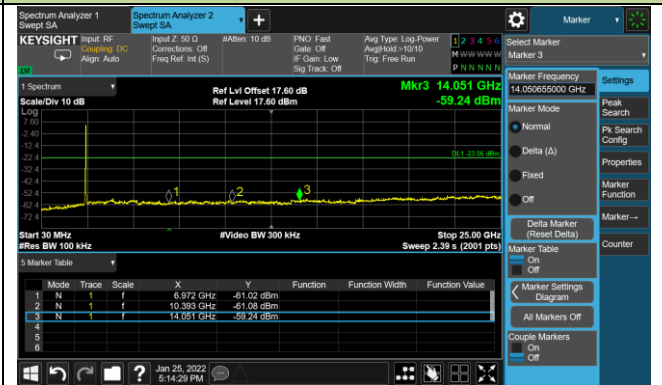 Spectrum Analyzer 1
Swept SA
Spectrum Analyzer 2
Swept SA
+
Marker
KEYSIGHT
Input: RF
Coupling: DC
Align: Auto
Input Z: 50 Ω
Corrections: Off
Freq Ref: Int (S)
#Atten: 10 dB
PNO: Fast
Gate: Off
IF Gain: Low
Sig Track: Off
Avg Type: Log-Power
Avg|Hold:>10/10
Trig: Free Run
1 2 3 4 5 6
M W W W W W
P N N N N N
Select Marker
Marker 3
1 Spectrum
Scale/Div 10 dB
Log
Ref Lvl Offset 17.60 dB
Ref Level 17.60 dBm
Mkr3 14.051 GHz
-59.24 dBm
7.60
-2.40
-12.4
-22.4
-32.4
-42.4
-52.4
-62.4
-72.4
DL1 -23.06 dBm
1
2
3
Start 30 MHz
#Res BW 100 kHz
#Video BW 300 kHz
Stop 25.00 GHz
Sweep 2.39 s (2001 pts)
5 Marker Table
Mode Trace Scale X Y Function Function Width Function Value
1 N 1 f 6.972 GHz -61.02 dBm
2 N 1 f 10.393 GHz -61.08 dBm
3 N 1 f 14.051 GHz -59.24 dBm
4
5
6
Marker Frequency
14.050655000 GHz
Marker Mode
Normal
Delta (Δ)
Fixed
Off
Delta Marker
(Reset Delta)
Marker Table
On
Off
Marker Settings
Diagram
All Markers Off
Couple Markers
On
Off
Settings
Peak
Search
Pk Search
Config
Properties
Marker
Function
Marker→
Counter
?
Jan 25, 2022
5:14:29 PM